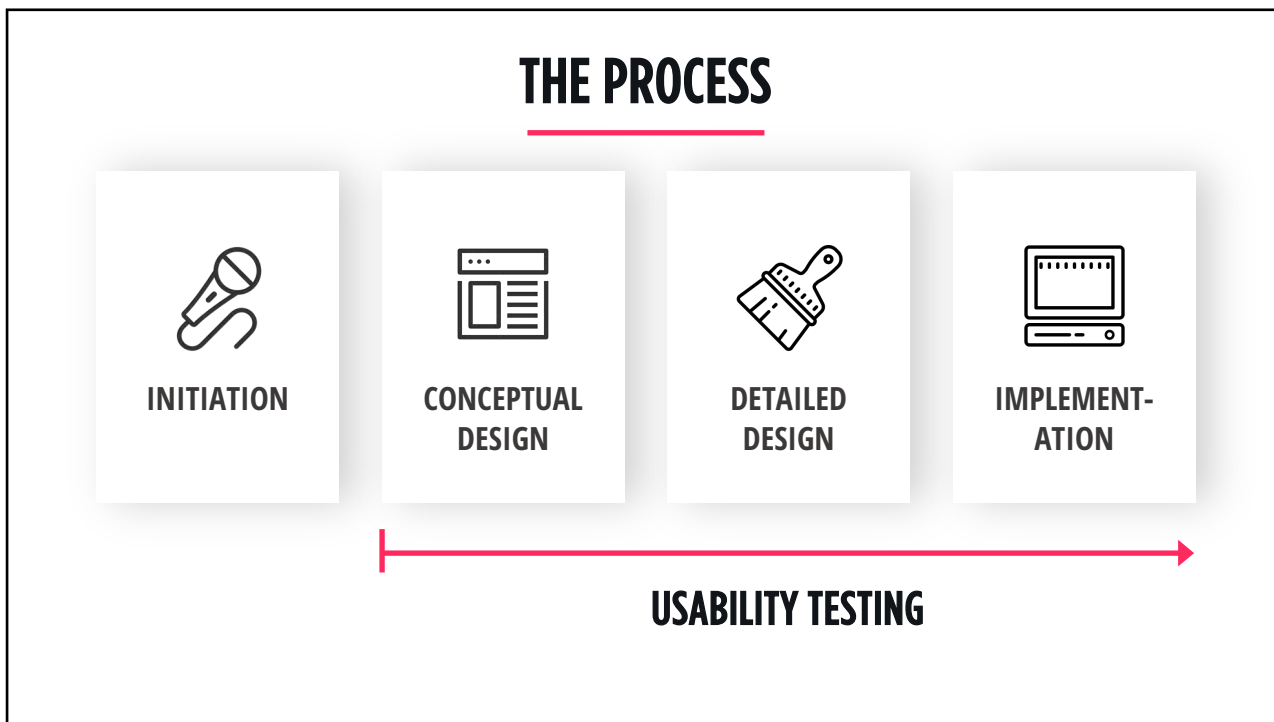 THE PROCESS
INITIATION
CONCEPTUAL
DESIGN
DETAILED
DESIGN
IMPLEMENT-
ATION
USABILITY TESTING